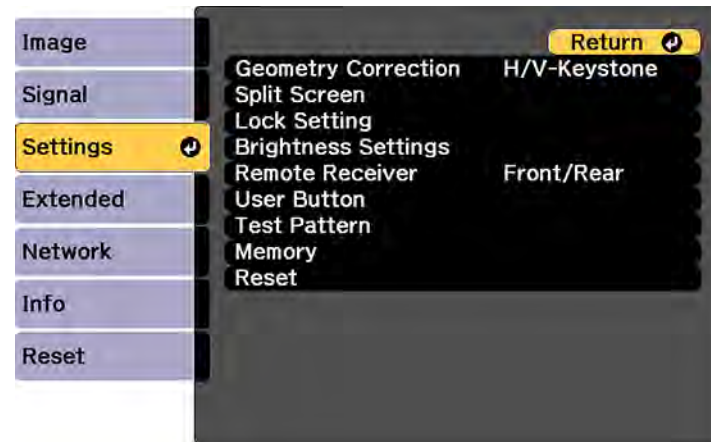 Image
Signal
Settings
Extended
Network
Info
Reset
Return
Geometry Correction H/V-Keystone
Split Screen
Lock Setting
Brightness Settings
Remote Receiver Front/Rear
User Button
Test Pattern
Memory
Reset